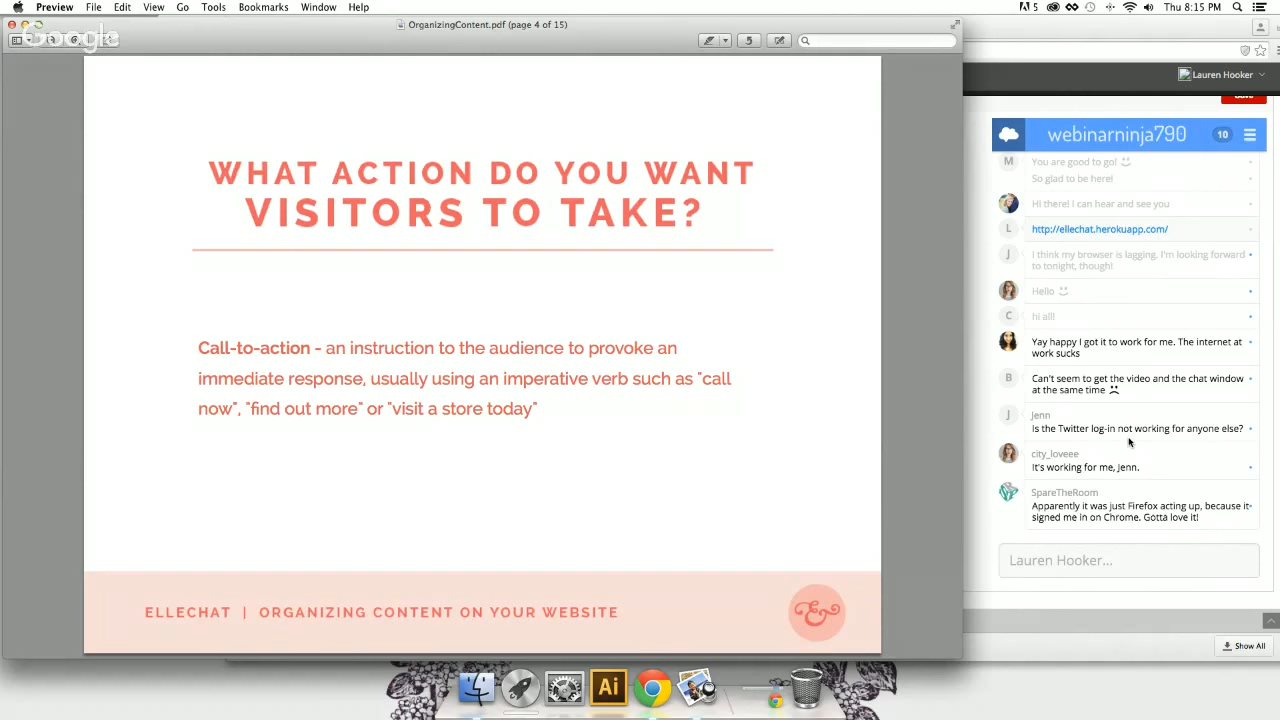 Preview File Edit View Go Tools Bookmarks Window Help
5 Thu 8:15 PM
OrganizingContent.pdf (page 4 of 15)
Google
Lauren Hooker
WHAT ACTION DO YOU WANT
VISITORS TO TAKE?
Call-to-action - an instruction to the audience to provoke an
immediate response, usually using an imperative verb such as "call
now", "find out more" or "visit a store today"
ELLECHAT | ORGANIZING CONTENT ON YOUR WEBSITE
webinarninja790 10
M
You are good to go!
So glad to be here!
Hi there! I can hear and see you
L
http://ellechat.herokuapp.com/
J
I think my browser is lagging. I'm looking forward
to tonight, though!
Hello
C
hi all!
Yay happy I got it to work for me. The internet at
work sucks
B
Can't seem to get the video and the chat window
at the same time
J
Jenn
Is the Twitter log-in not working for anyone else?
city_loveee
It's working for me, Jenn.
SpareTheRoom
Apparently it was just Firefox acting up, because it
signed me in on Chrome. Gotta love it!
Lauren Hooker...
Show All
Ai